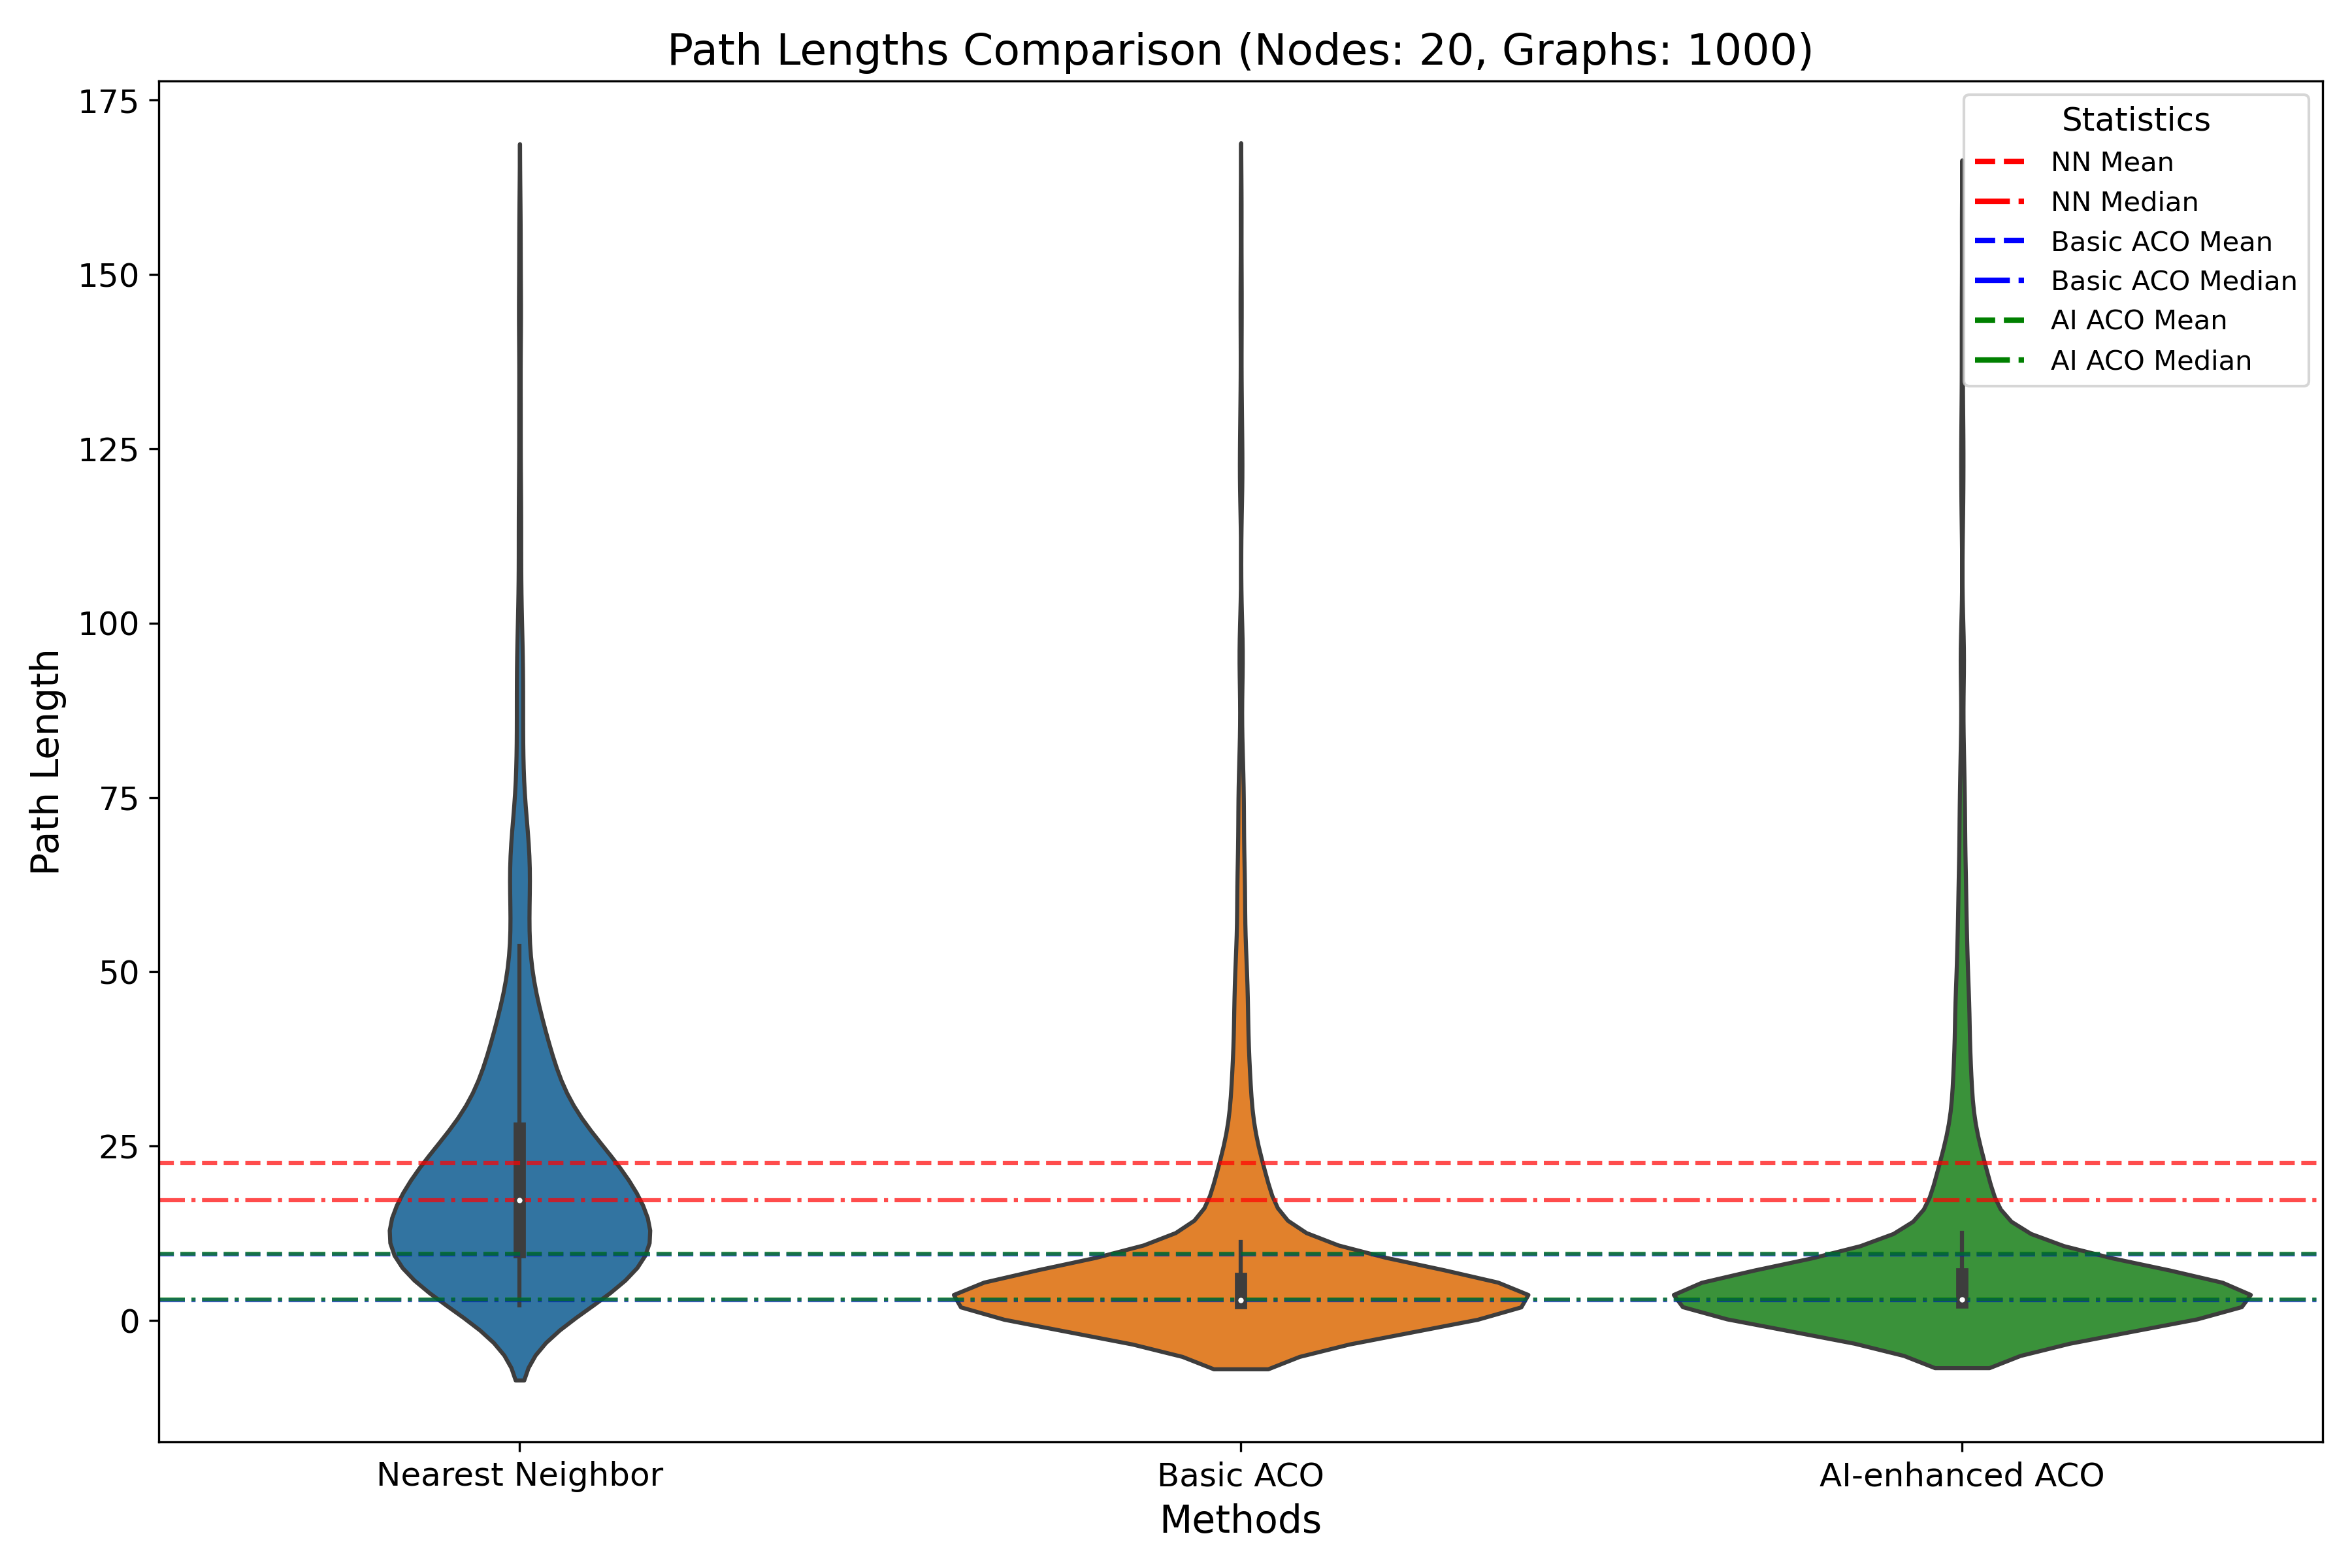 Path Lengths Comparison (Nodes: 20, Graphs: 1000)
175
150
125
100
75
50
25
0
Path Length
Statistics
NN Mean
NN Median
Basic ACO Mean
Basic ACO Median
AI ACO Mean
AI ACO Median
Nearest Neighbor
Basic ACO
AI-enhanced ACO
Methods